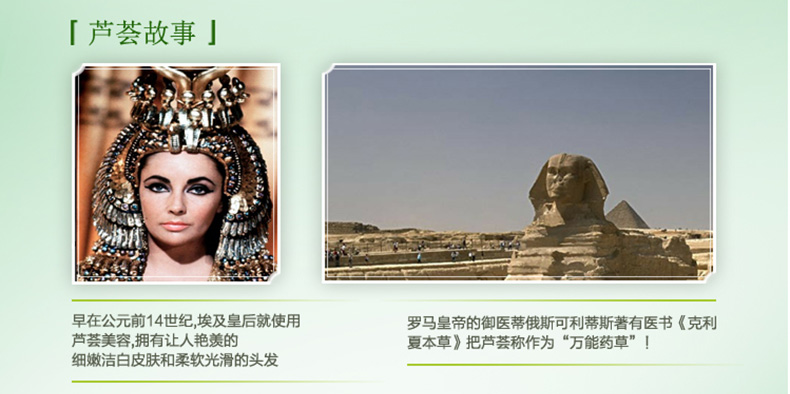 「芦荟故事」
早在公元前14世纪,埃及皇后就使用
芦荟美容,拥有让人艳羡的
细嫩洁白皮肤和柔软光滑的头发
罗马皇帝的御医蒂俄斯可利蒂斯著有医书《克利
夏本草》把芦荟称作为“万能药草”！